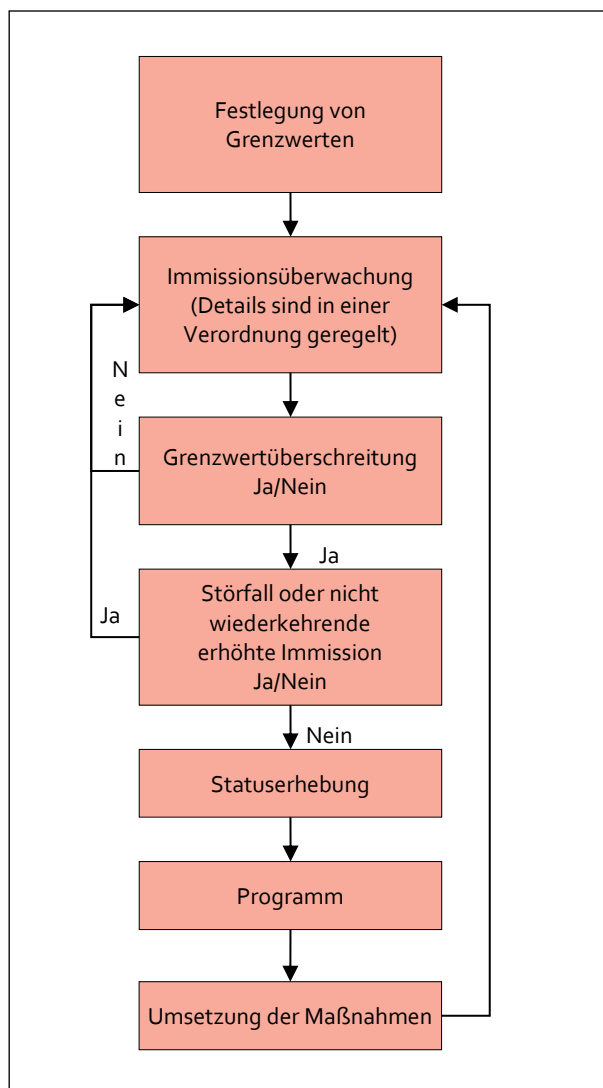 Festlegung von
Grenzwerten
Immissionsüberwachung
(Details sind in einer
Verordnung geregelt)
Nein
Grenzwertüberschreitung
Ja/Nein
Ja
Störfall oder nicht
wiederkehrende
erhöhte Immission
Ja/Nein
Ja
Nein
Statuserhebung
Programm
Umsetzung der Maßnahmen